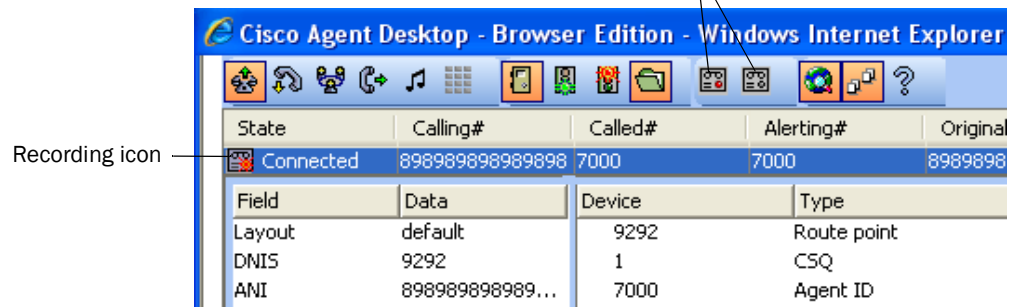 Cisco Agent Desktop - Browser Edition - Windows Internet Explorer
State Calling# Called# Alerting# Original
Recording icon
Connected 898989898989898 7000 7000 8989898
Field Data Device Type
Layout default 9292 Route point
DNIS 9292 1 CSQ
ANI 898989898989... 7000 Agent ID